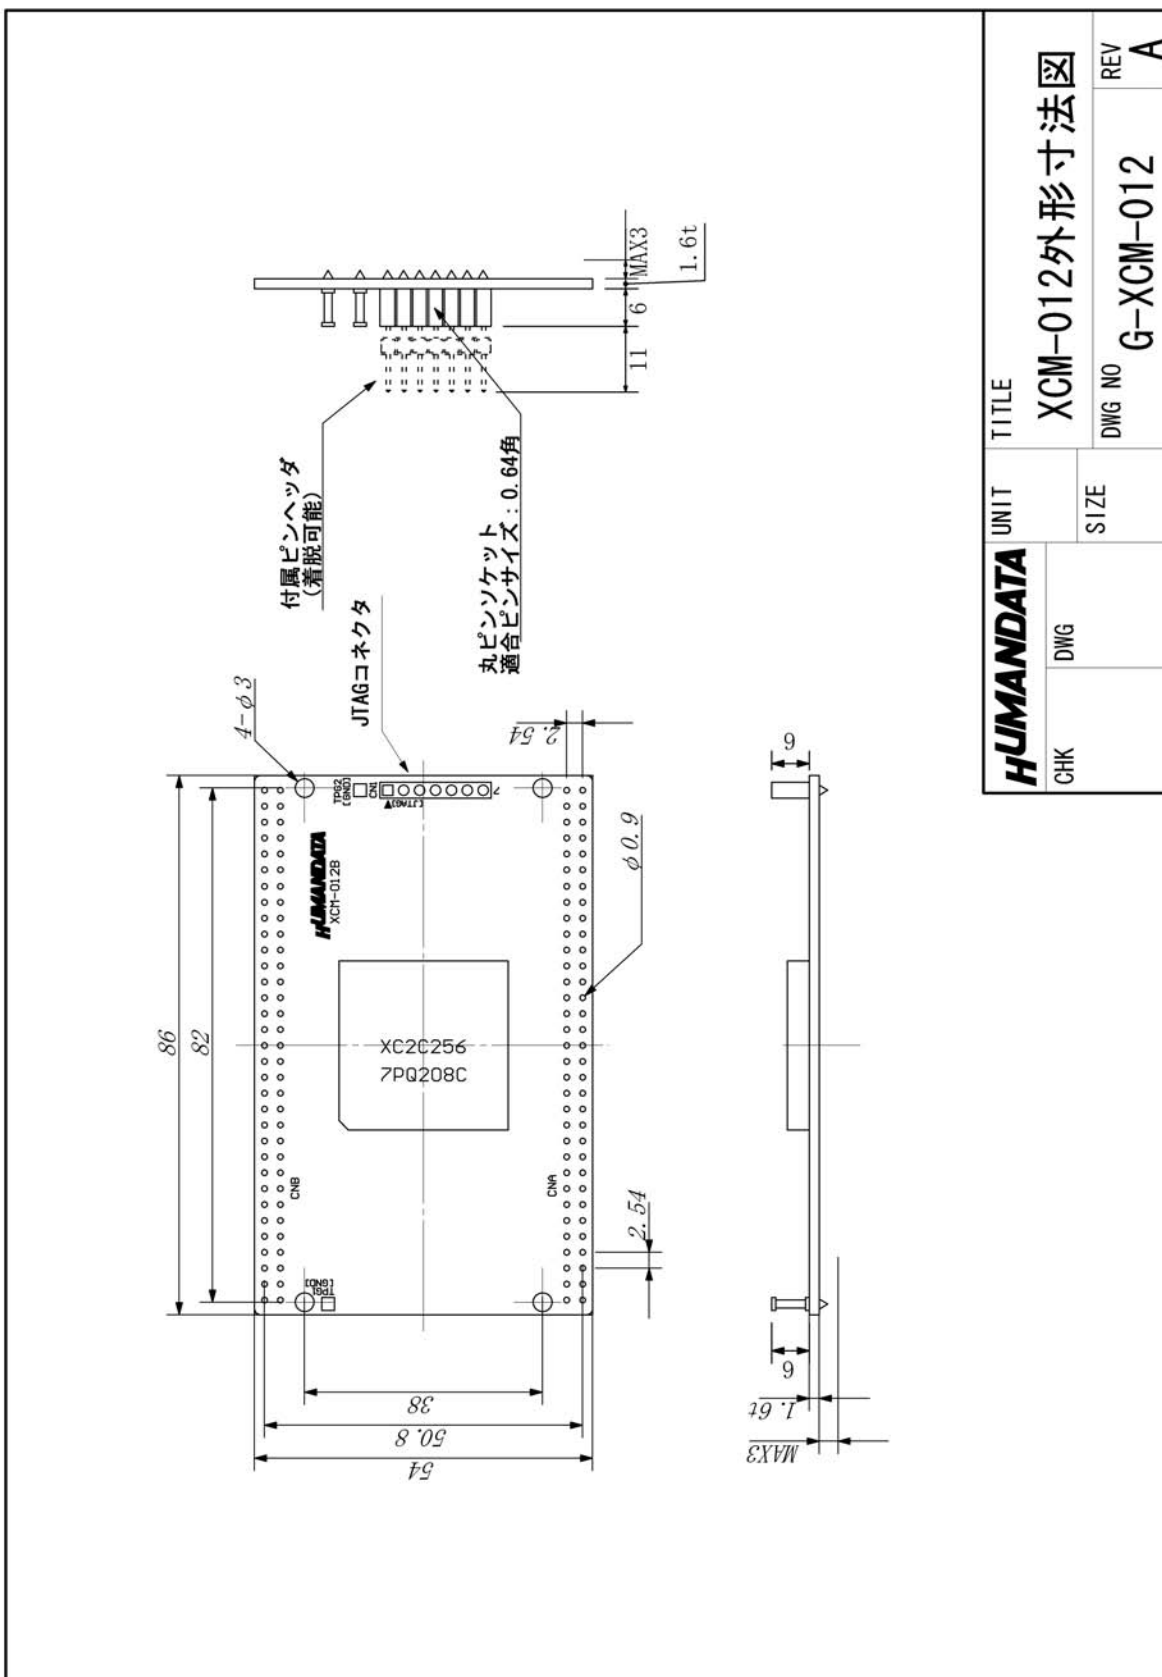 付属ピンヘッダ
(着脱可能)
丸ピンソケット
適合ピンサイズ:0.64角
11
6
MAX3
1.6t
JTAGコネクタ
4-φ3
2.54
φ0.9
86
82
TPG2
[GND]
CN1
[JTAG]
7
HUMANDATA
XCM-012B
XC2C256
7PQ208C
CNB
CNA
TPG1
[GND]
2.54
38
50.8
54
9
9
1.6t
MAX3
HUMANDATA
CHK
DWG
UNIT
SIZE
TITLE
XCM-012外形寸法図
DWG NO
G-XCM-012
REV
A